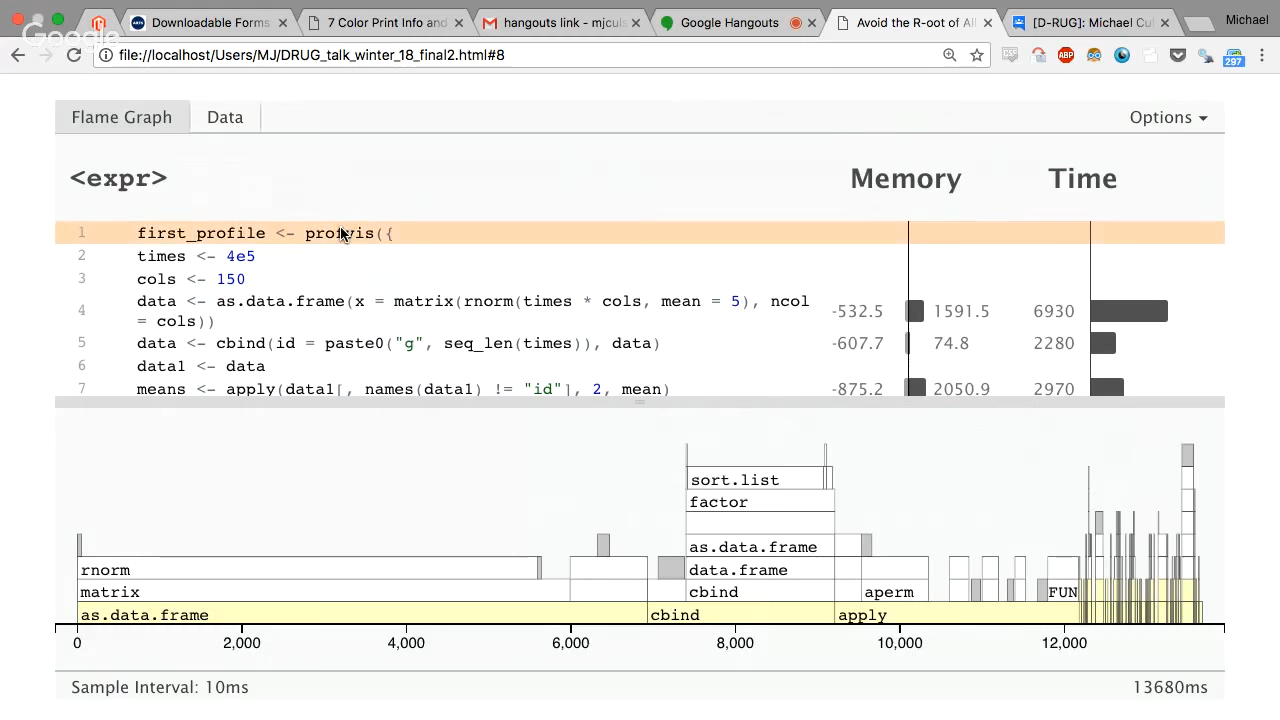 Downloadable Forms
7 Color Print Info and
hangouts link - mjculs
Google Hangouts
Avoid the R-oot of All
[D-RUG]: Michael Cul
Michael
Google
file://localhost/Users/MJ/DRUG_talk_winter_18_final2.html#8
ABP
297
Flame Graph
Data
Options
<expr>
Memory
Time
1 first_profile <- profvis({
2 times <- 4e5
3 cols <- 150
4 data <- as.data.frame(x = matrix(rnorm(times * cols, mean = 5), ncol
= cols))
-532.5 1591.5 6930
5 data <- cbind(id = paste0("g", seq_len(times)), data) -607.7 74.8 2280
6 data1 <- data
7 means <- apply(data1[, names(data1) != "id"], 2, mean) -875.2 2050.9 2970
sort.list
factor
as.data.frame
rnorm data.frame
matrix cbind aperm FUN
as.data.frame cbind apply
0 2,000 4,000 6,000 8,000 10,000 12,000
Sample Interval: 10ms 13680ms